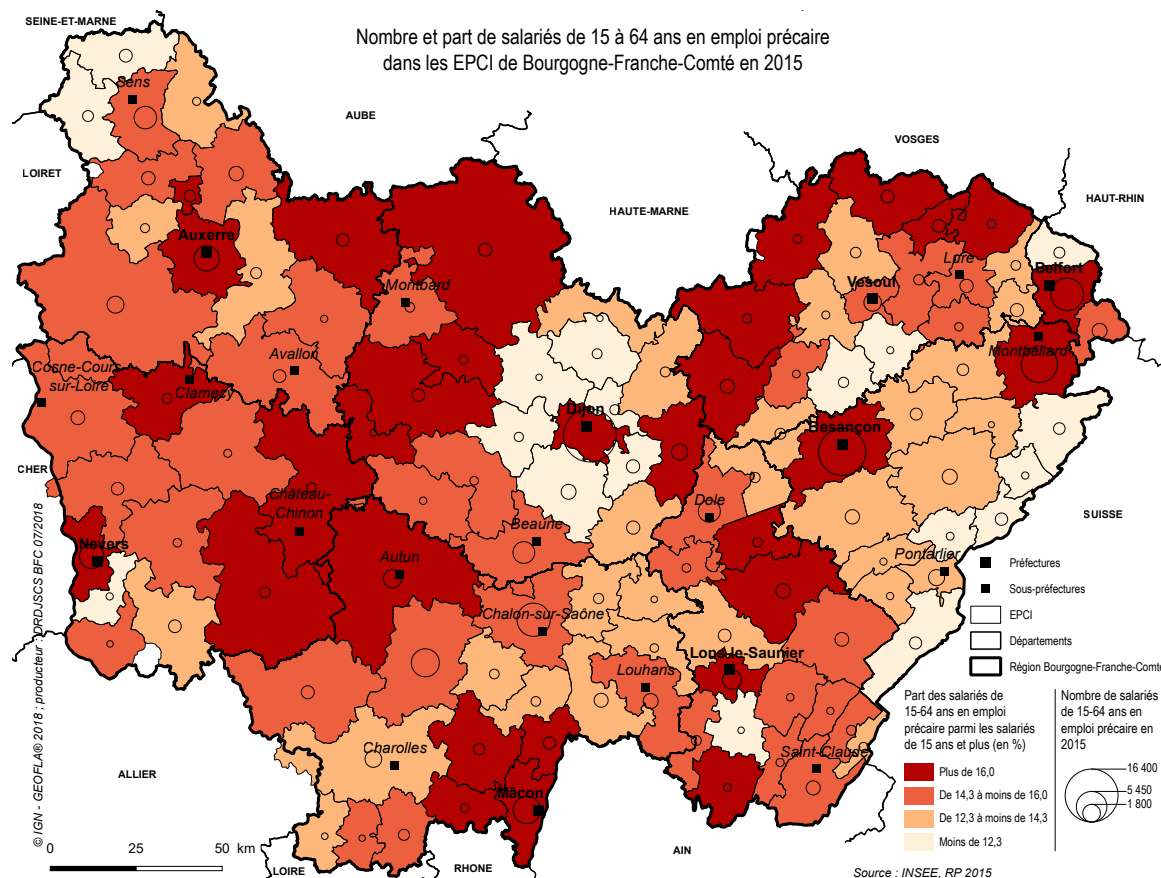 SEINE-ET-MARNE
Nombre et part de salariés de 15 à 64 ans en emploi précaire
dans les EPCI de Bourgogne-Franche-Comté en 2015
Sens
AUBE
VOSGES
LOIRET
HAUTE-MARNE
HAUT-RHIN
Auxerre
Lure
Belfort
Vesoul
Montbard
Montbéliard
Avallon
Cosne-Cours-
sur-Loire
Clamecy
Dijon
Besançon
CHER
Château-
Chinon
Dole
Beaune
SUISSE
Nevers
Autun
Pontarlier
Chalon-sur-Saône
Lons-le-Saunier
Louhans
Charolles
Saint-Claude
ALLIER
Mâcon
AIN
LOIRE
RHONE
Préfectures
Sous-préfectures
EPCI
Départements
Région Bourgogne-Franche-Comté
Part des salariés de
15-64 ans en emploi
précaire parmi les salariés
de 15 ans et plus (en %)
Plus de 16,0
De 14,3 à moins de 16,0
De 12,3 à moins de 14,3
Moins de 12,3
Nombre de salariés
de 15-64 ans en
emploi précaire en
2015
16 400
5 450
1 800
© IGN - GEOFLA® 2018 ; producteur : DRDJSCS BFC 07/2018
0 25 50 km
Source : INSEE, RP 2015